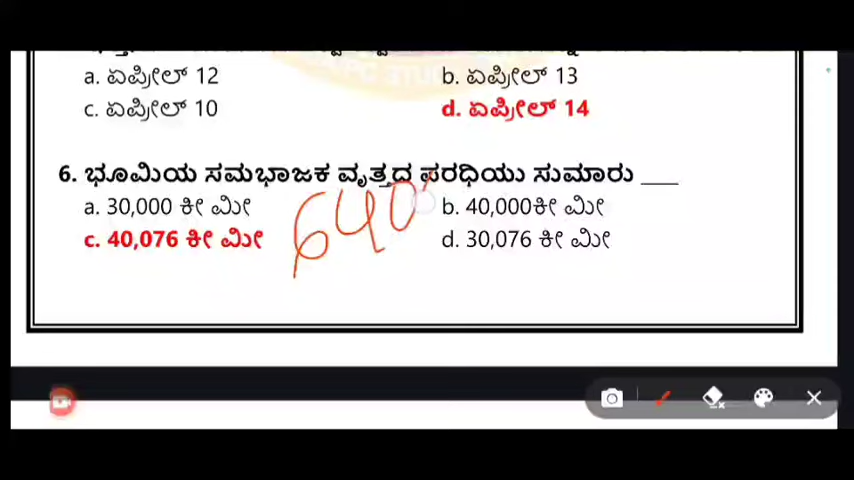 a. ಏಪ್ರೀಲ್ 12
b. ಏಪ್ರೀಲ್ 13
c. ಏಪ್ರೀಲ್ 10
d. ಏಪ್ರೀಲ್ 14
6. ಭೂಮಿಯ ಸಮಭಾಜಕ ವೃತ್ತದ ಪರಧಿಯು ಸುಮಾರು ___
a. 30,000 ಕೀ ಮೀ
b. 40,000ಕೀ ಮೀ
c. 40,076 ಕೀ ಮೀ
d. 30,076 ಕೀ ಮೀ
640